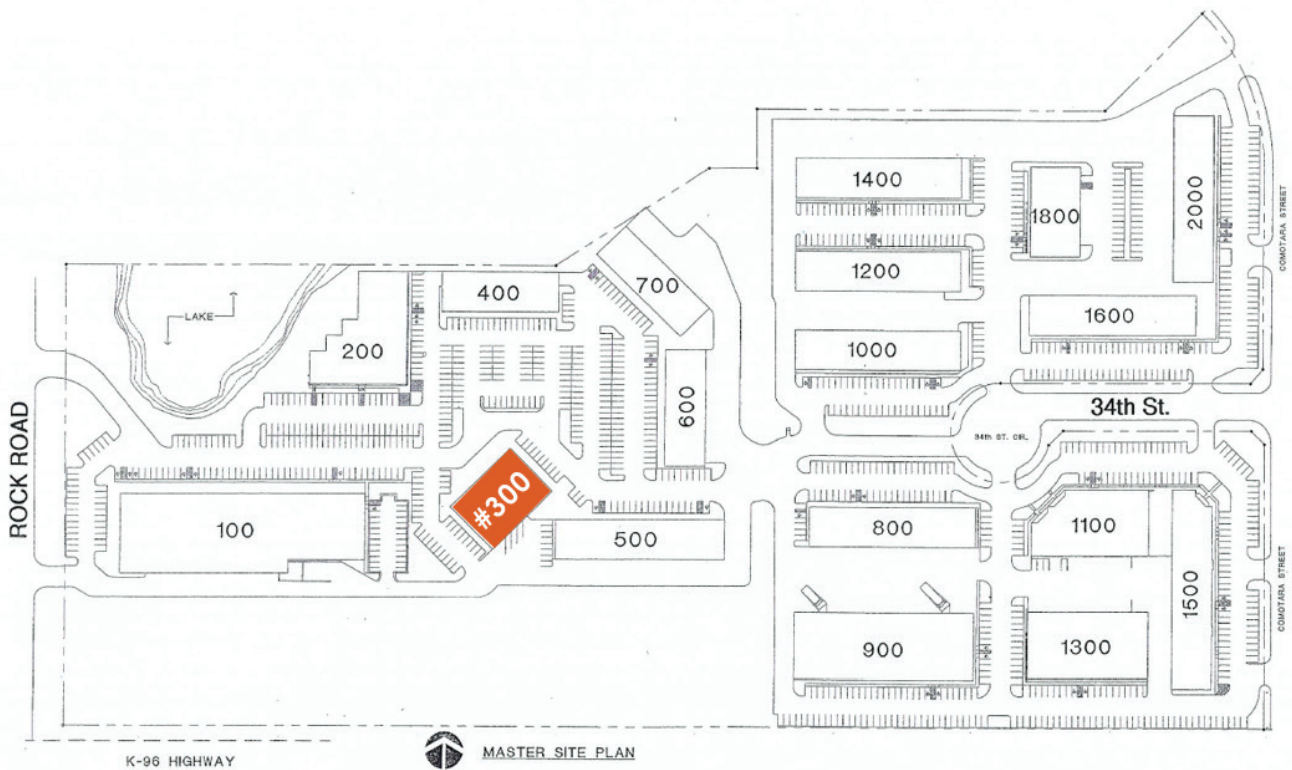 1400
1800
2000
COMOTARA STREET
1200
700
400
LAKE
1600
200
1000
600
34th St.
34th ST. CIR.
ROCK ROAD
#300
100
500
800
1100
1500
COMOTARA STREET
900
1300
K-96 HIGHWAY
MASTER SITE PLAN